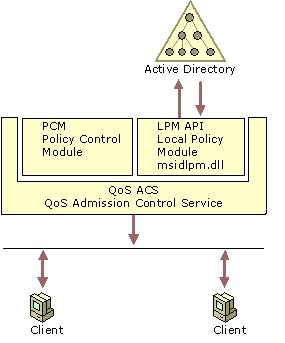 Active Directory
PCM
Policy Control
Module
LPM API
Local Policy
Module
msidlpm.dll
QoS ACS
QoS Admission Control Service
Client
Client